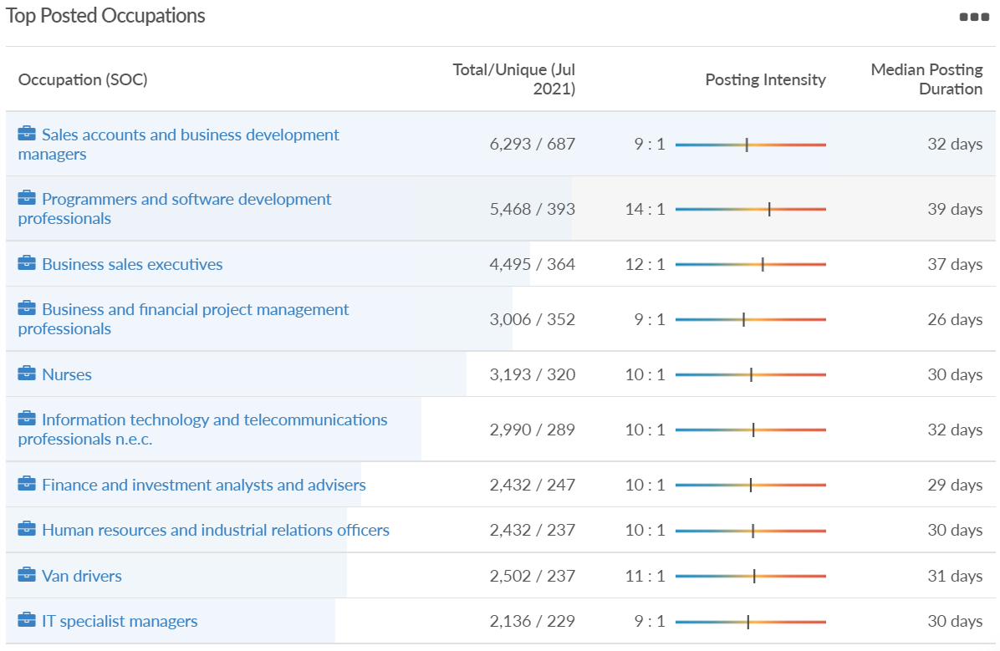 Top Posted Occupations
Occupation (SOC) Total/Unique (Jul 2021) Posting Intensity Median Posting Duration
Sales accounts and business development managers 6,293 / 687 9 : 1 32 days
Programmers and software development professionals 5,468 / 393 14 : 1 39 days
Business sales executives 4,495 / 364 12 : 1 37 days
Business and financial project management professionals 3,006 / 352 9 : 1 26 days
Nurses 3,193 / 320 10 : 1 30 days
Information technology and telecommunications professionals n.e.c. 2,990 / 289 10 : 1 32 days
Finance and investment analysts and advisers 2,432 / 247 10 : 1 29 days
Human resources and industrial relations officers 2,432 / 237 10 : 1 30 days
Van drivers 2,502 / 237 11 : 1 31 days
IT specialist managers 2,136 / 229 9 : 1 30 days